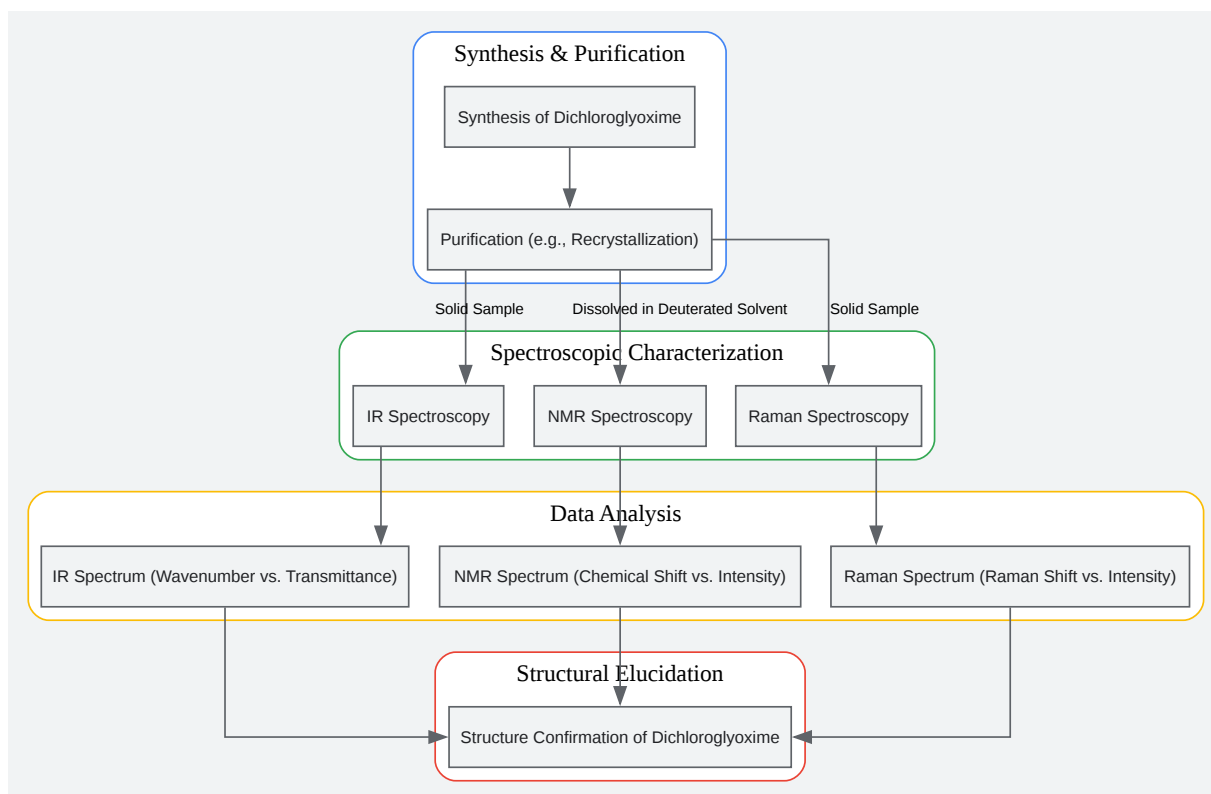 Synthesis & Purification
Synthesis of Dichloroglyoxime
Purification (e.g., Recrystallization)
Solid Sample
Dissolved in Deuterated Solvent
Solid Sample
Spectroscopic Characterization
IR Spectroscopy
NMR Spectroscopy
Raman Spectroscopy
Data Analysis
IR Spectrum (Wavenumber vs. Transmittance)
NMR Spectrum (Chemical Shift vs. Intensity)
Raman Spectrum (Raman Shift vs. Intensity)
Structural Elucidation
Structure Confirmation of Dichloroglyoxime